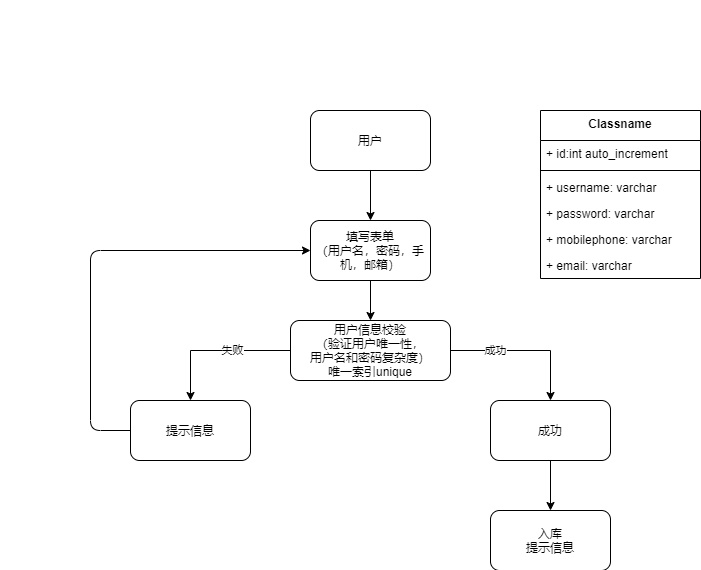 用户
Classname
+ id:int auto_increment
+ username: varchar
+ password: varchar
+ mobilephone: varchar
+ email: varchar
填写表单
（用户名，密码，手
机，邮箱）
用户信息校验
（验证用户唯一性，
用户名和密码复杂度）
唯一索引unique
失败
成功
提示信息
成功
入库
提示信息